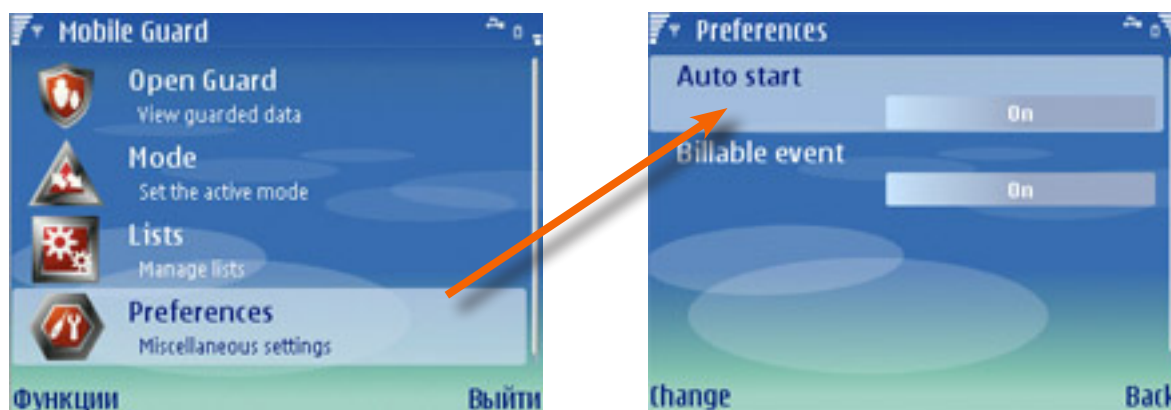 Mobile Guard
Open Guard
View guarded data
Mode
Set the active mode
Lists
Manage lists
Preferences
Miscellaneous settings
Функции
Выйти
Preferences
Auto start
On
Billable event
On
Change
Back